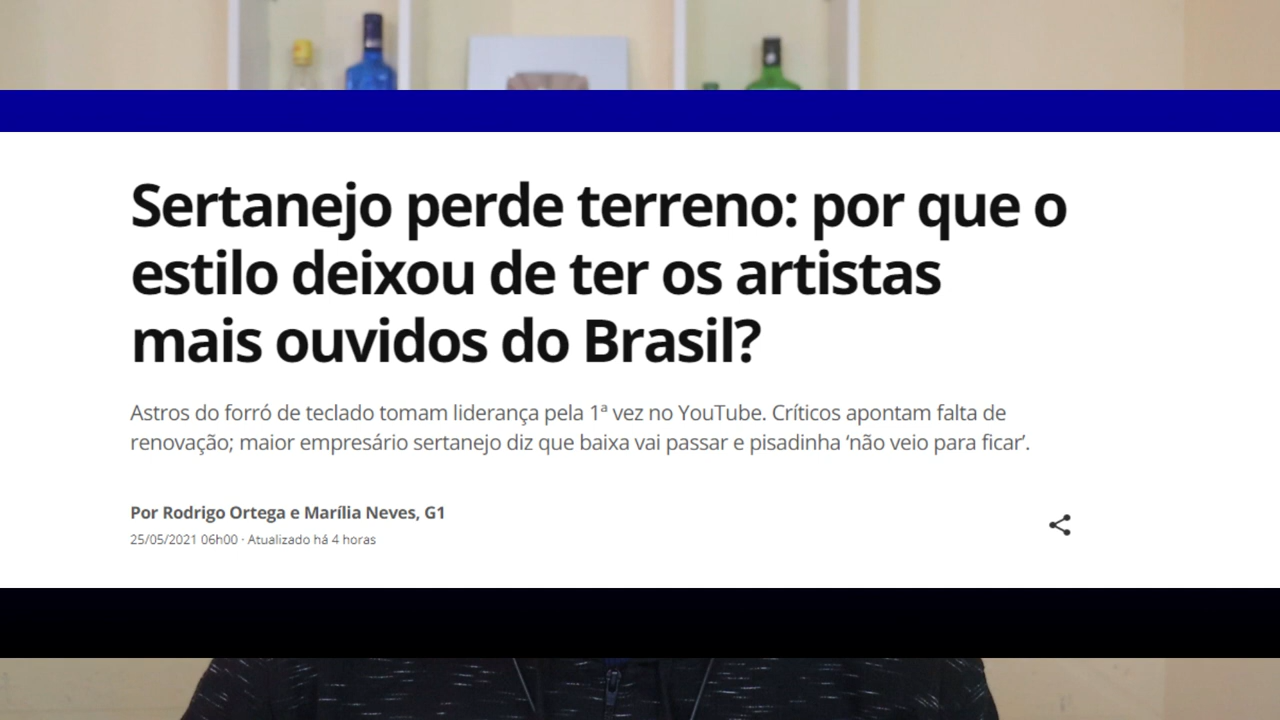 Sertanejo perde terreno: por que o
estilo deixou de ter os artistas
mais ouvidos do Brasil?
Astros do forró de teclado tomam liderança pela 1ª vez no YouTube. Críticos apontam falta de
renovação; maior empresário sertanejo diz que baixa vai passar e pisadinha ‘não veio para ficar’.
Por Rodrigo Ortega e Marília Neves, G1
25/05/2021 06h00 · Atualizado há 4 horas